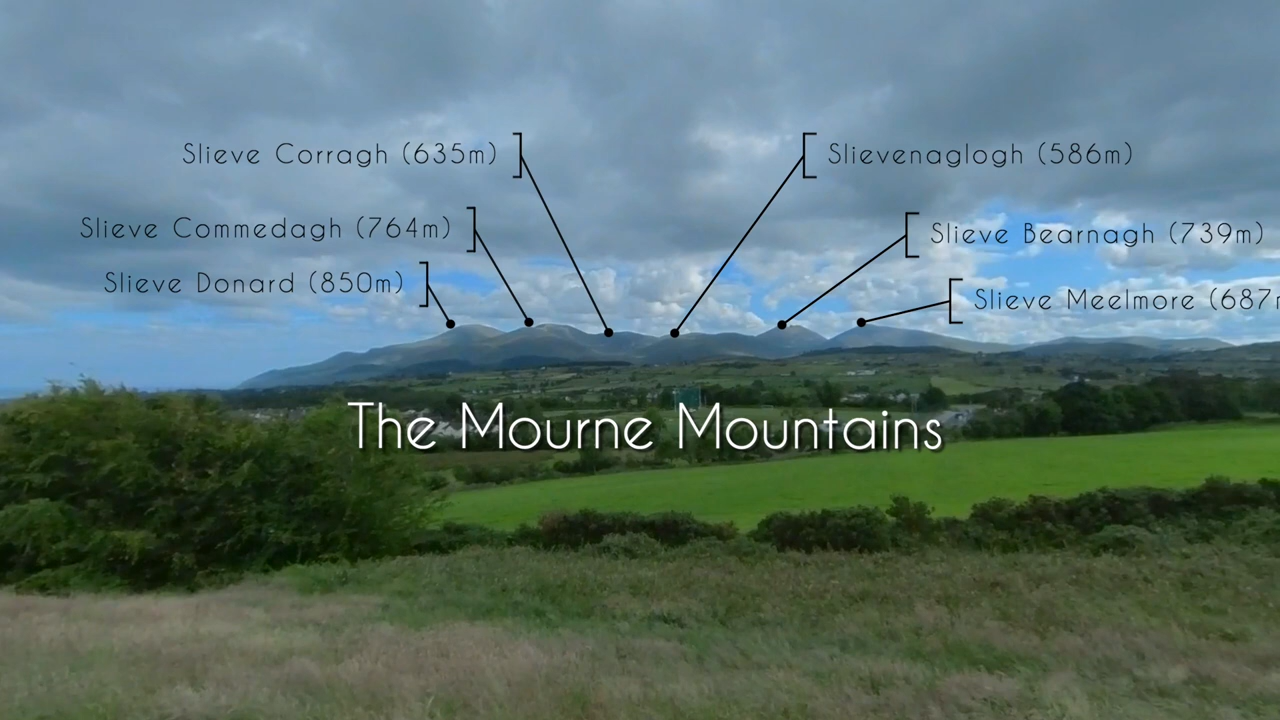 Slieve Corragh (635m)
Slievenaglogh (586m)
Slieve Commedagh (764m)
Slieve Bearnagh (739m)
Slieve Donard (850m)
Slieve Meelmore (687m
The Mourne Mountains